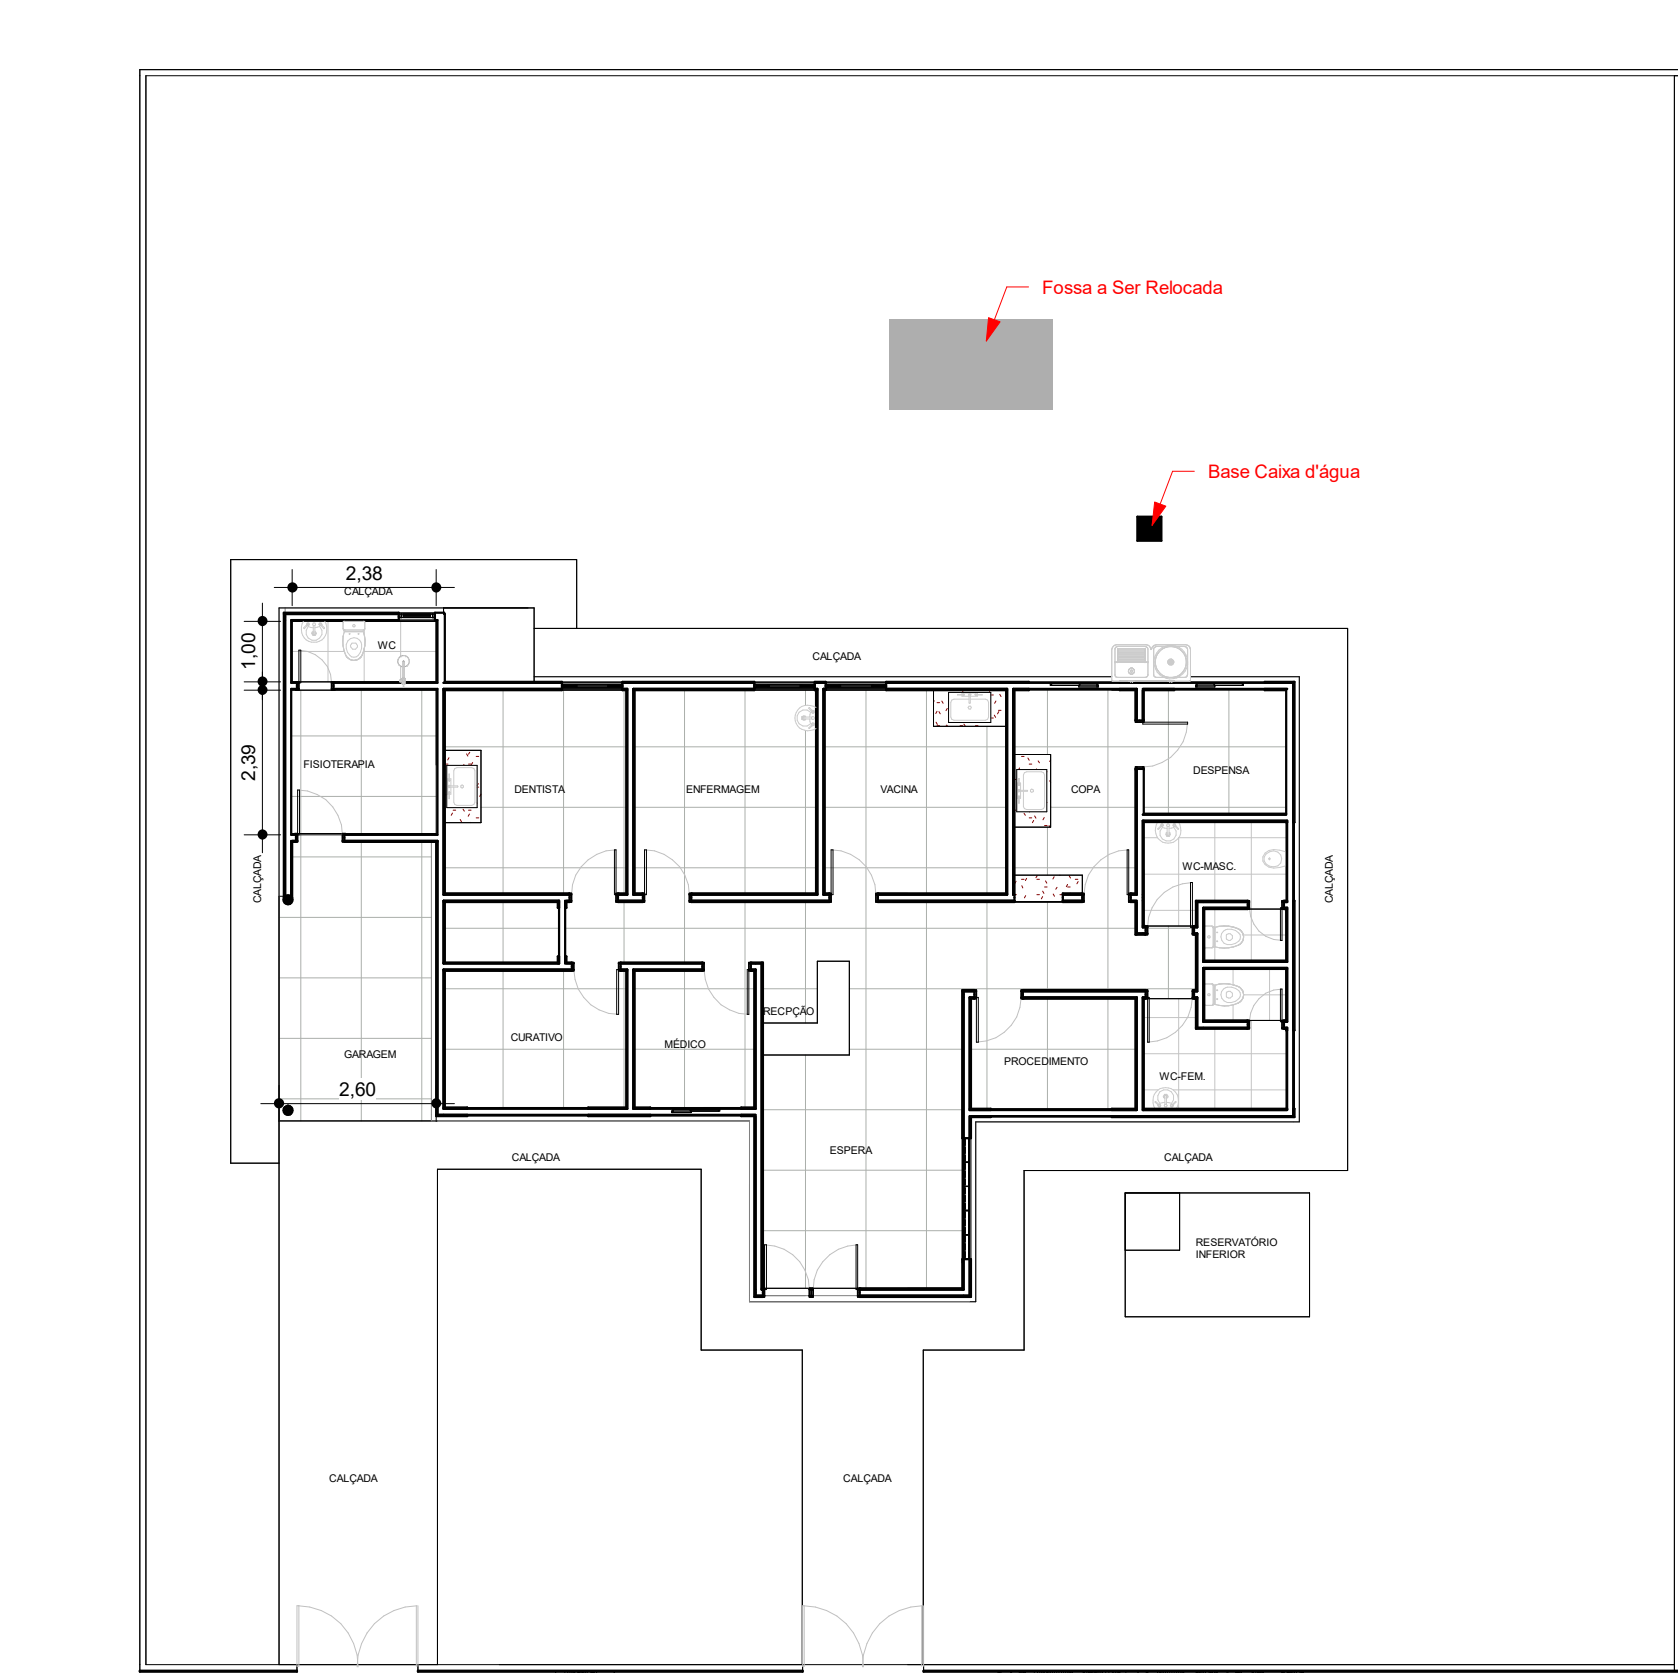 Fossa a Ser Relocada
Base Caixa d'água
2,38
CALÇADA
1,00
WC
CALÇADA
2,39
FISIOTERAPIA
DENTISTA
ENFERMAGEM
VACINA
COPA
DESPENSA
CALÇADA
WC-MASC.
CALÇADA
RECPÇÃO
CURATIVO
MÉDICO
GARAGEM
PROCEDIMENTO
WC-FEM.
2,60
ESPERA
CALÇADA
CALÇADA
RESERVATÓRIO
INFERIOR
CALÇADA
CALÇADA